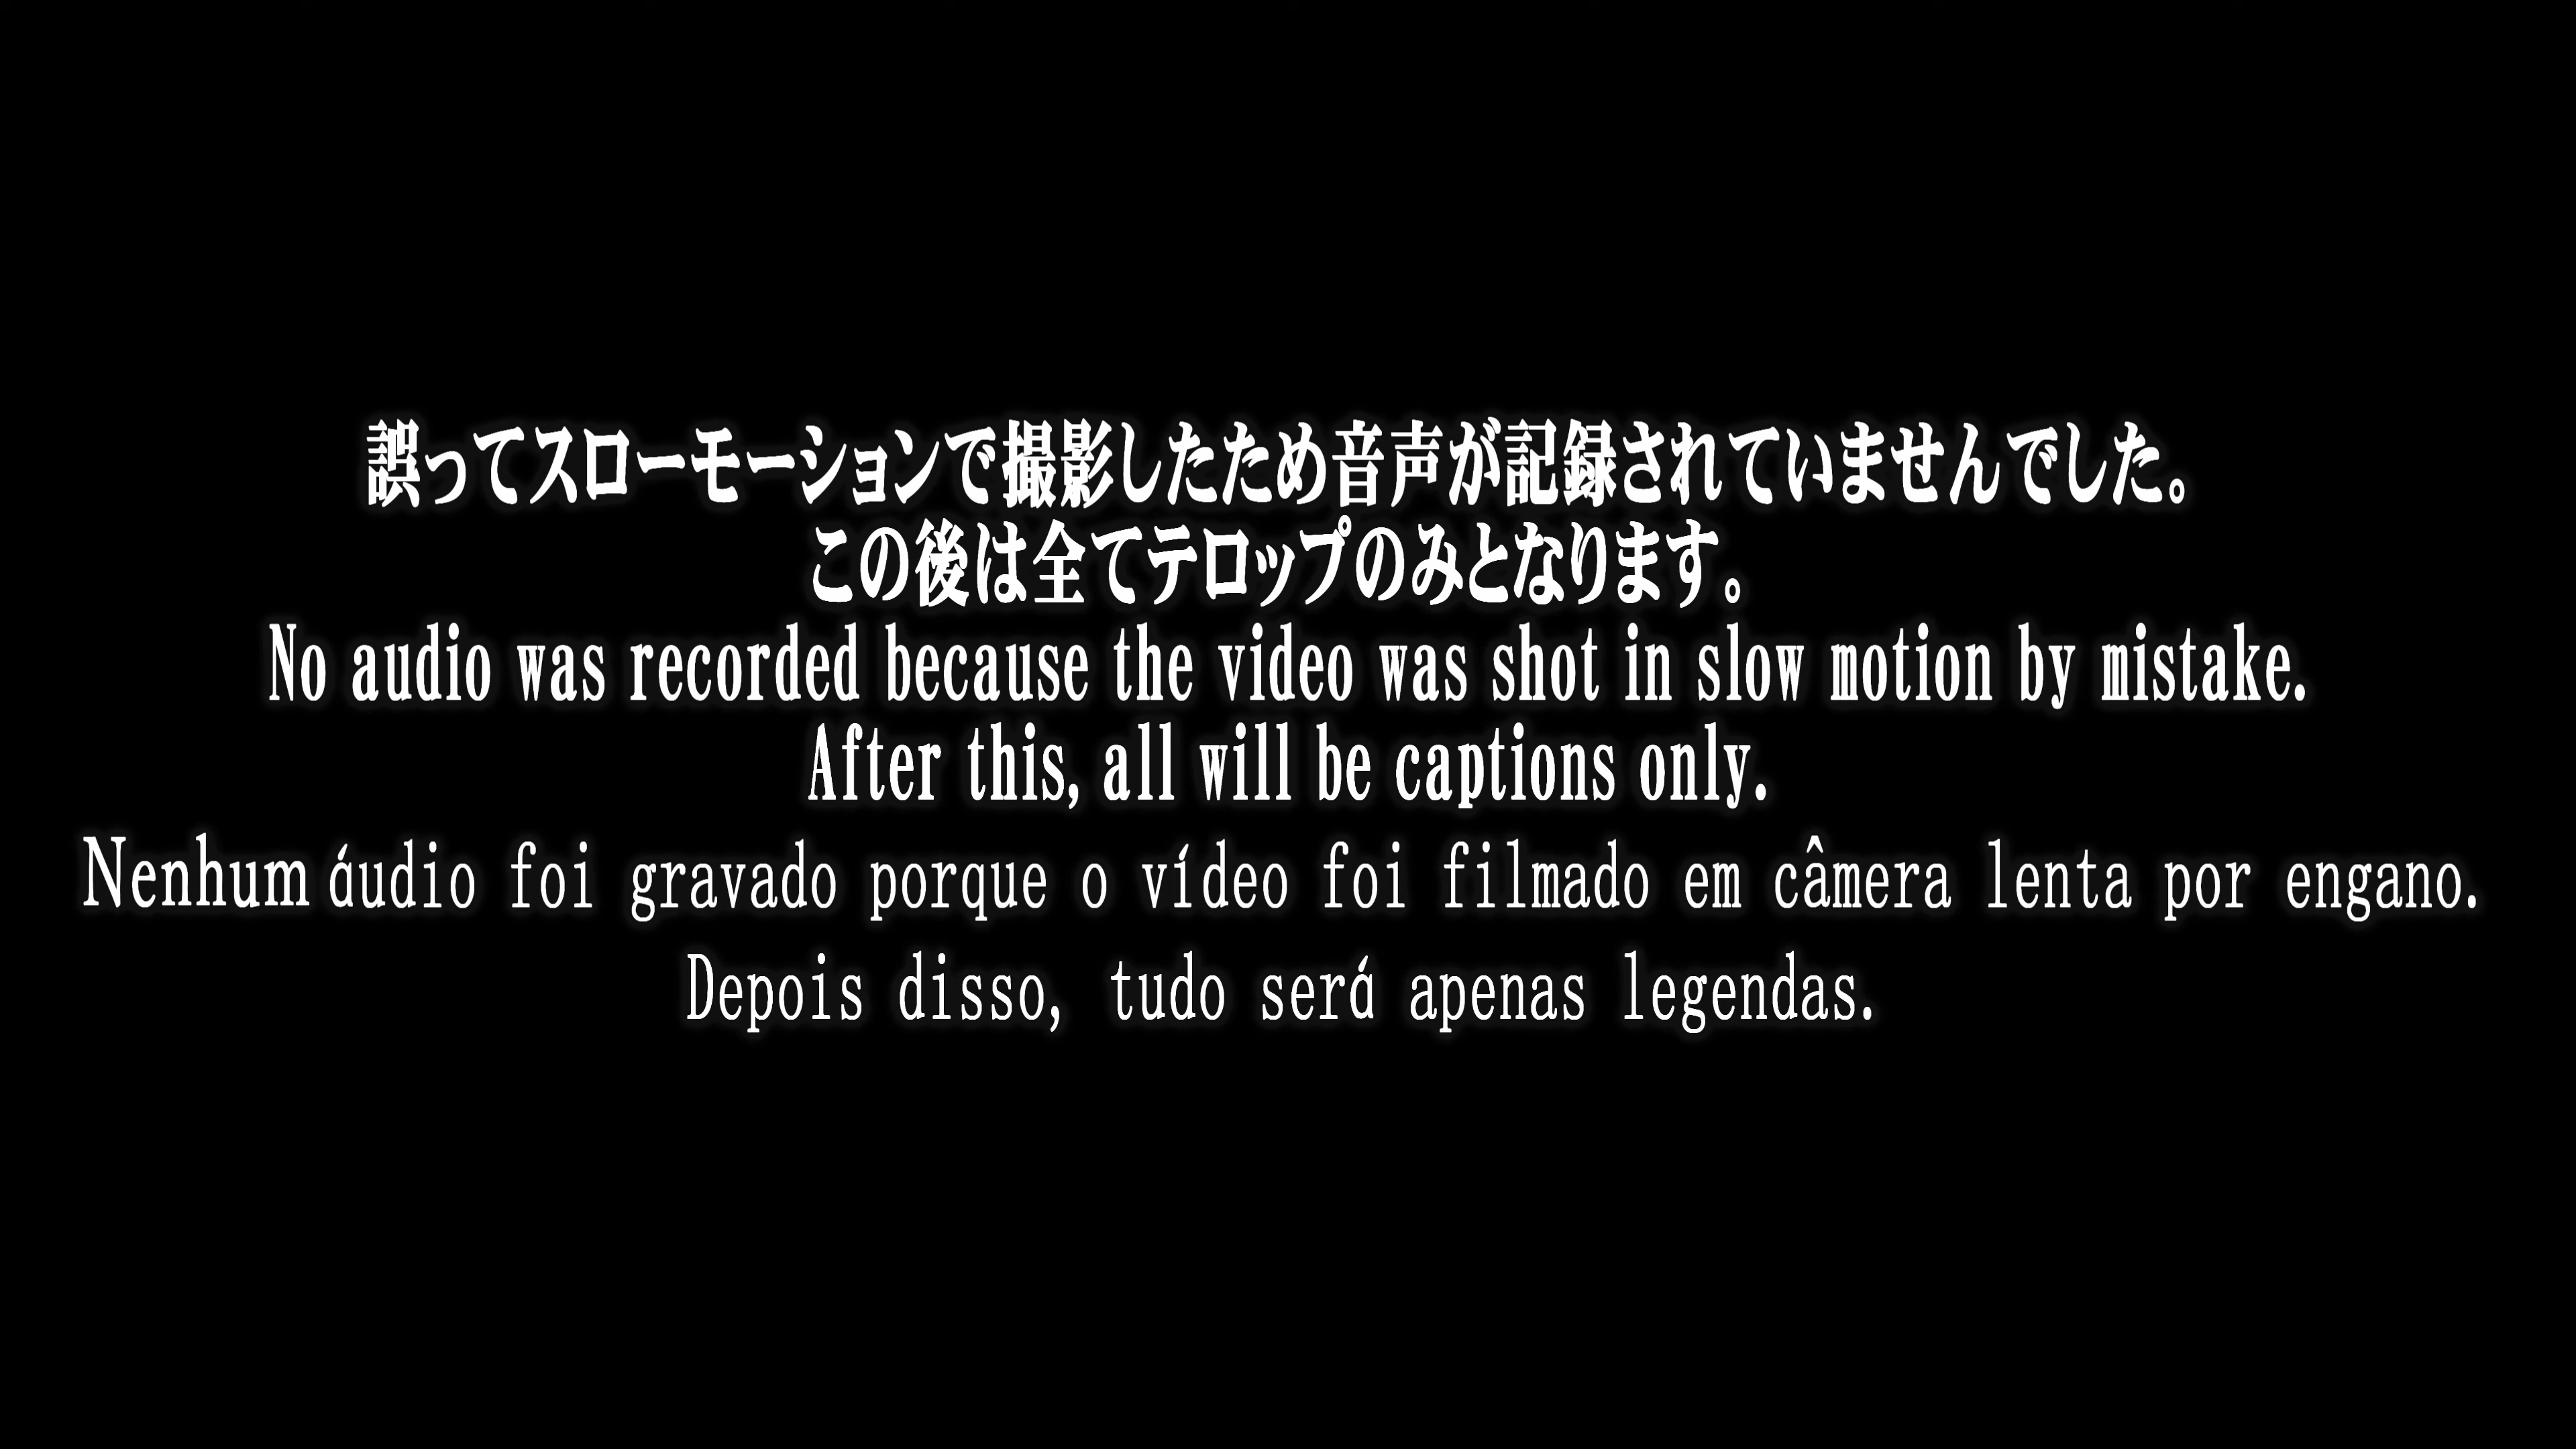 誤ってスローモーションで撮影したため音声が記録されていませんでした。
この後は全てテロップのみとなります。
No audio was recorded because the video was shot in slow motion by mistake.
After this, all will be captions only.
Nenhum áudio foi gravado porque o vídeo foi filmado em câmera lenta por engano.
Depois disso, tudo será apenas legendas.